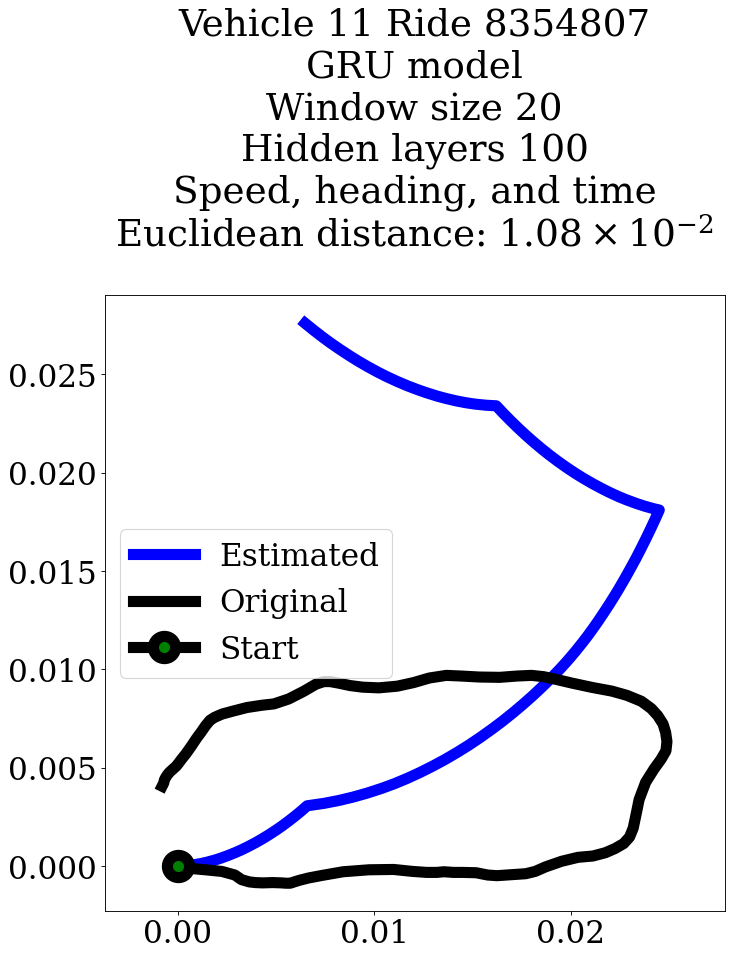 Vehicle 11 Ride 8354807
GRU model
Window size 20
Hidden layers 100
Speed, heading, and time
Euclidean distance: 1.08 × 10⁻²
0.025
0.020
0.015
0.010
0.005
0.000
Estimated
Original
Start
0.00 0.01 0.02